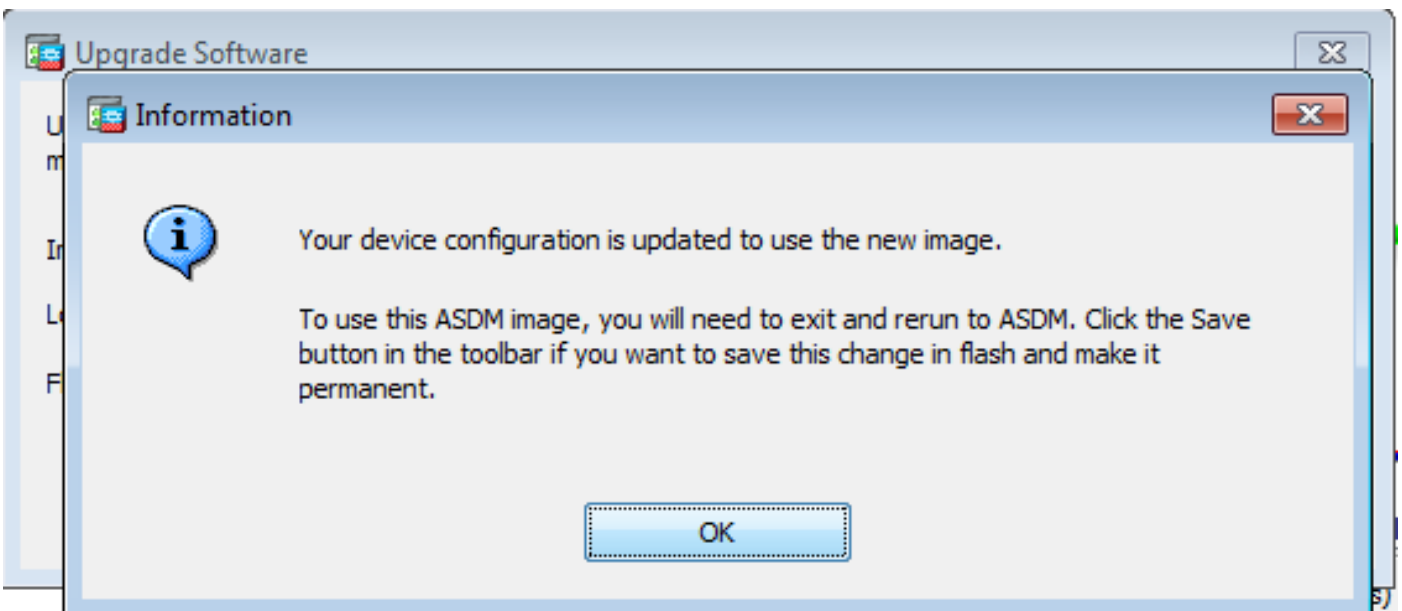 Upgrade Software
Information
Your device configuration is updated to use the new image.
To use this ASDM image, you will need to exit and rerun to ASDM. Click the Save
button in the toolbar if you want to save this change in flash and make it
permanent.
OK